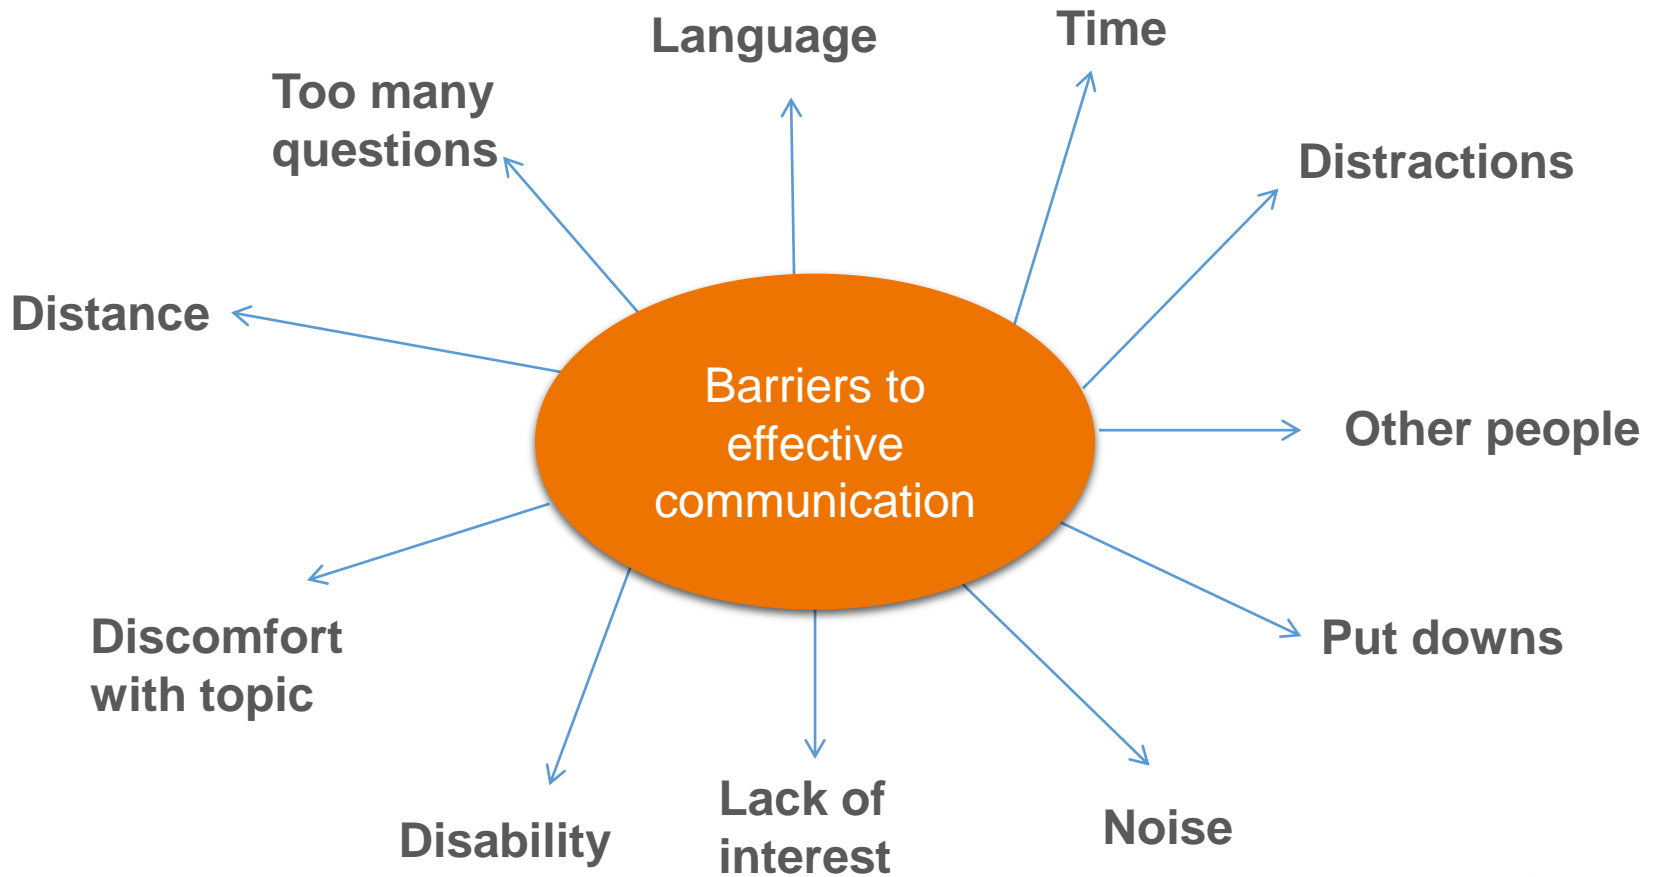 Language
Time
Too many
questions
Distractions
Distance
Barriers to
effective
communication
Other people
Discomfort
with topic
Put downs
Disability
Lack of
interest
Noise